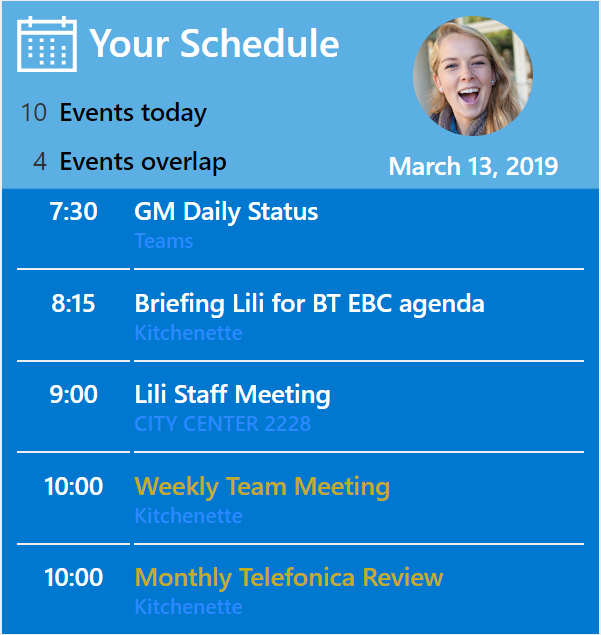 Your Schedule
10 Events today
4 Events overlap
March 13, 2019
7:30 GM Daily Status
Teams
8:15 Briefing Lili for BT EBC agenda
Kitchenette
9:00 Lili Staff Meeting
CITY CENTER 2228
10:00 Weekly Team Meeting
Kitchenette
10:00 Monthly Telefonica Review
Kitchenette